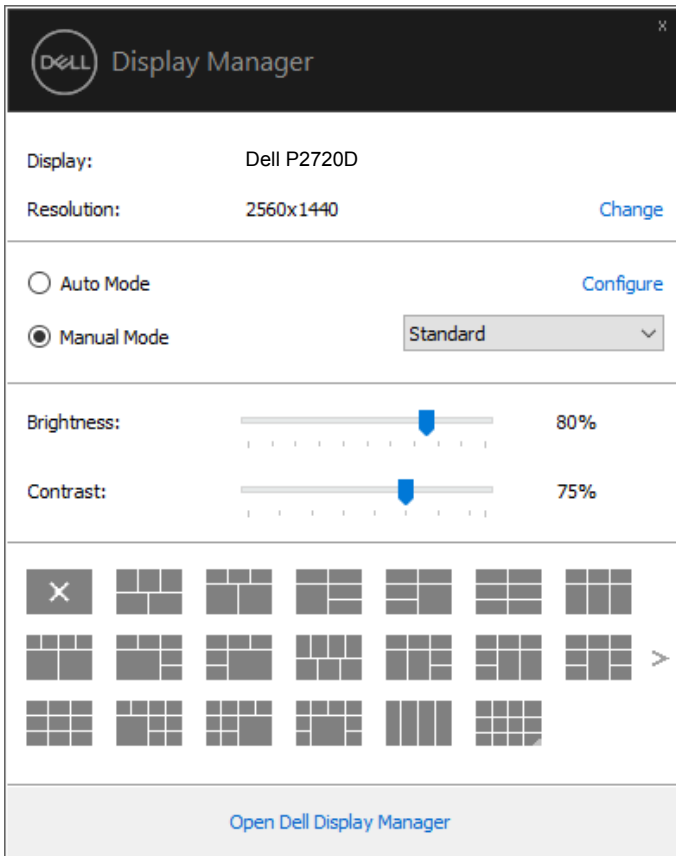 x
DELL Display Manager
Display: Dell P2720D
Resolution: 2560x1440 Change
Auto Mode Configure
Manual Mode Standard
Brightness: 80%
Contrast: 75%
Open Dell Display Manager